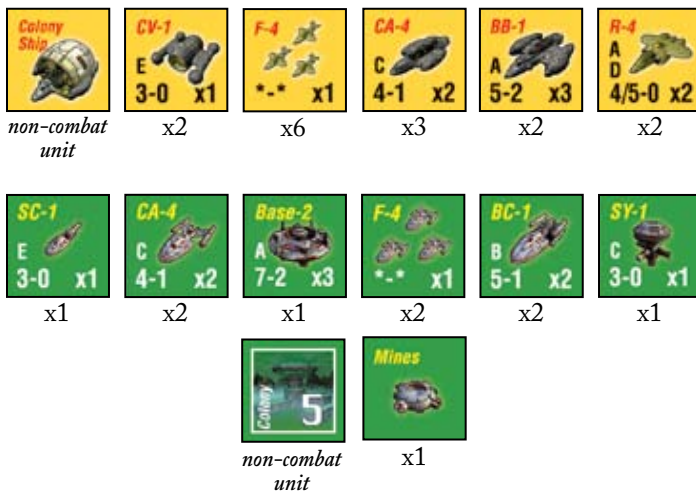 Colony
Ship
non-combat
unit
CV-1
E
3-0 x1
x2
F-4
*-* x1
x6
CA-4
C
4-1 x2
x3
BB-1
A
5-2 x3
x2
R-4
A
D
4/5-0 x2
x2
SC-1
E
3-0 x1
x1
CA-4
C
4-1 x2
x2
Base-2
A
7-2 x3
x1
F-4
*-* x1
x2
BC-1
B
5-1 x2
x2
SY-1
C
3-0 x1
x1
Colony 5
non-combat
unit
Mines
x1